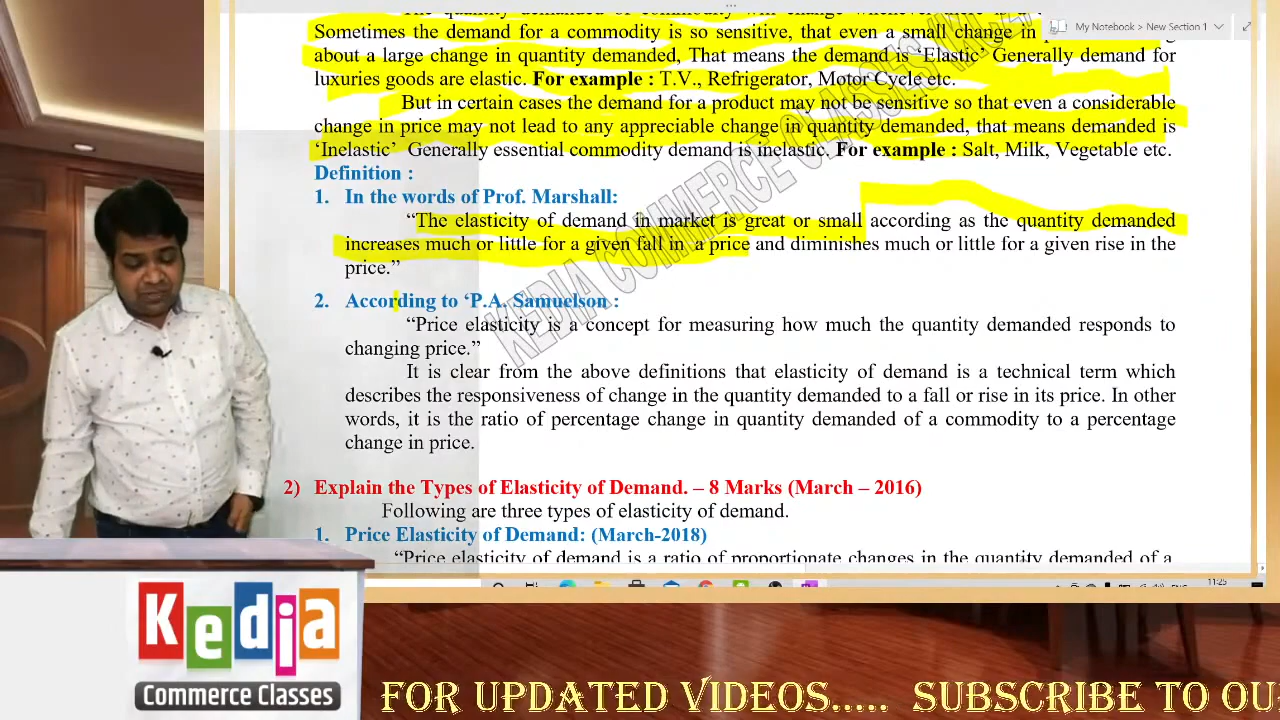 My Notebook > New Section 1
Sometimes the demand for a commodity is so sensitive, that even a small change in
about a large change in quantity demanded, That means the demand is ‘Elastic’ Generally demand for
luxuries goods are elastic. For example : T.V., Refrigerator, Motor Cycle etc.
But in certain cases the demand for a product may not be sensitive so that even a considerable
change in price may not lead to any appreciable change in quantity demanded, that means demanded is
‘Inelastic’ Generally essential commodity demand is inelastic. For example : Salt, Milk, Vegetable etc.
Definition :
1. In the words of Prof. Marshall:
“The elasticity of demand in market is great or small according as the quantity demanded
increases much or little for a given fall in a price and diminishes much or little for a given rise in the
price.”
2. According to ‘P.A. Samuelson :
“Price elasticity is a concept for measuring how much the quantity demanded responds to
changing price.”
It is clear from the above definitions that elasticity of demand is a technical term which
describes the responsiveness of change in the quantity demanded to a fall or rise in its price. In other
words, it is the ratio of percentage change in quantity demanded of a commodity to a percentage
change in price.
2) Explain the Types of Elasticity of Demand. – 8 Marks (March – 2016)
Following are three types of elasticity of demand.
1. Price Elasticity of Demand: (March-2018)
“Price elasticity of demand is a ratio of proportionate changes in the quantity demanded of a
KEDIA COMMERCE CLASSES
11:25
Kedia
Commerce Classes
FOR UPDATED VIDEOS..... SUBSCRIBE TO OU